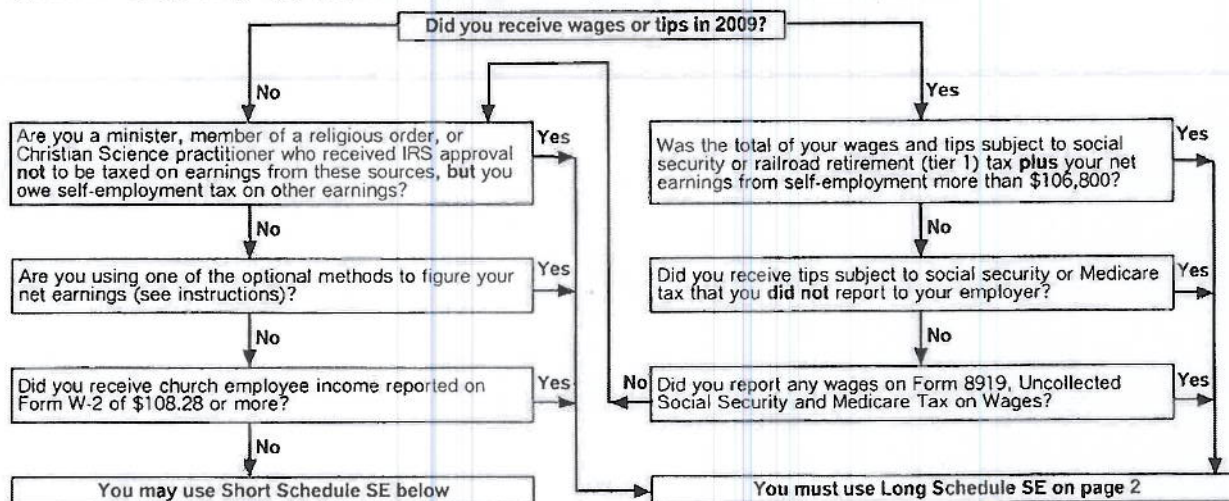 Did you receive wages or tips in 2009?
No
Yes
Are you a minister, member of a religious order, or
Christian Science practitioner who received IRS approval
not to be taxed on earnings from these sources, but you
owe self-employment tax on other earnings?
Yes
Was the total of your wages and tips subject to social
security or railroad retirement (tier 1) tax plus your net
earnings from self-employment more than $106,800?
Yes
No
No
Are you using one of the optional methods to figure your
net earnings (see instructions)?
Yes
Did you receive tips subject to social security or Medicare
tax that you did not report to your employer?
Yes
No
No
Did you receive church employee income reported on
Form W-2 of $108.28 or more?
Yes
No
Did you report any wages on Form 8919, Uncollected
Social Security and Medicare Tax on Wages?
Yes
No
You may use Short Schedule SE below
You must use Long Schedule SE on page 2